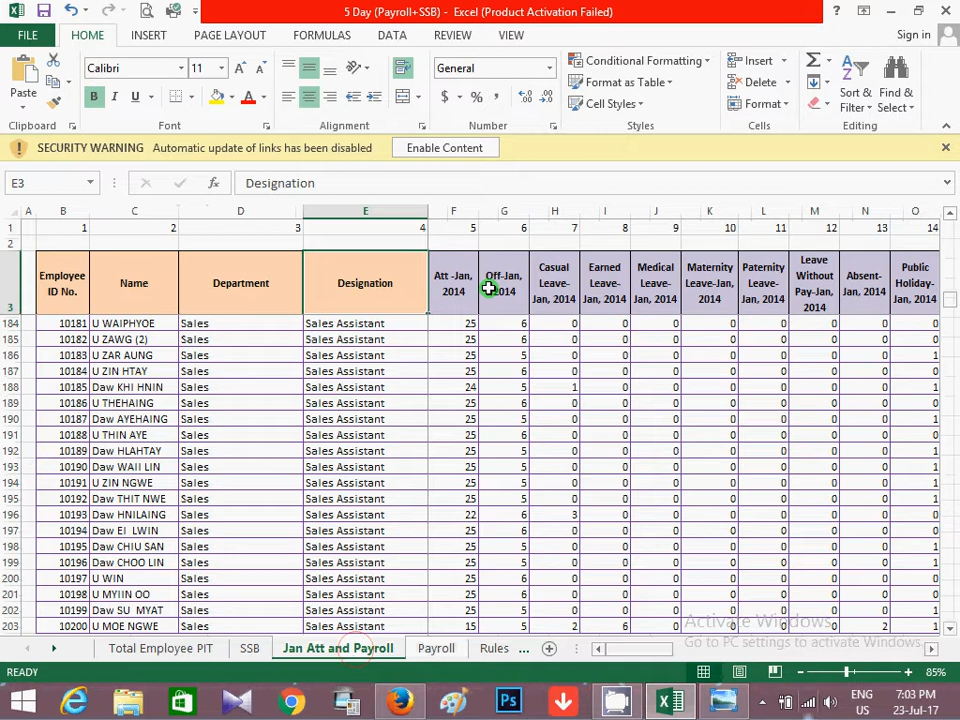 5 Day (Payroll+SSB) - Excel (Product Activation Failed)
FILE HOME INSERT PAGE LAYOUT FORMULAS DATA REVIEW VIEW Sign in
Paste
Calibri 11
B I U
General
$ % ,
Conditional Formatting
Format as Table
Cell Styles
Insert
Delete
Format
Sort & Filter
Find & Select
Clipboard Font Alignment Number Styles Cells Editing
SECURITY WARNING Automatic update of links has been disabled Enable Content
E3 Designation
A B C D E F G H I J K L M N O
1 1 2 3 4 5 6 7 8 9 10 11 12 13 14
2
3 Employee ID No. Name Department Designation Att -Jan, 2014 Off-Jan, 2014 Casual Leave-Jan, 2014 Earned Leave-Jan, 2014 Medical Leave-Jan, 2014 Maternity Leave-Jan, 2014 Paternity Leave-Jan, 2014 Leave Without Pay-Jan, 2014 Absent-Jan, 2014 Public Holiday-Jan, 2014
184 10181 U WAIPHYOE Sales Sales Assistant 25 6 0 0 0 0 0 0 0 0
185 10182 U ZAWG (2) Sales Sales Assistant 25 6 0 0 0 0 0 0 0 0
186 10183 U ZAR AUNG Sales Sales Assistant 25 5 0 0 0 0 0 0 0 1
187 10184 U ZIN HTAY Sales Sales Assistant 25 6 0 0 0 0 0 0 0 0
188 10185 Daw KHI HNIN Sales Sales Assistant 24 5 1 0 0 0 0 0 0 1
189 10186 U THEHAING Sales Sales Assistant 25 6 0 0 0 0 0 0 0 0
190 10187 Daw AYEHAING Sales Sales Assistant 25 5 0 0 0 0 0 0 0 1
191 10188 U THIN AYE Sales Sales Assistant 25 6 0 0 0 0 0 0 0 0
192 10189 Daw HLAHTAY Sales Sales Assistant 25 5 0 0 0 0 0 0 0 1
193 10190 Daw WAII LIN Sales Sales Assistant 25 6 0 0 0 0 0 0 0 0
194 10191 U ZIN NGWE Sales Sales Assistant 25 5 0 0 0 0 0 0 0 1
195 10192 Daw THIT NWE Sales Sales Assistant 25 5 0 0 0 0 0 0 0 1
196 10193 Daw HNILAING Sales Sales Assistant 22 6 3 0 0 0 0 0 0 0
197 10194 Daw EI LWIN Sales Sales Assistant 25 6 0 0 0 0 0 0 0 0
198 10195 Daw CHIU SAN Sales Sales Assistant 25 5 0 0 0 0 0 0 0 1
199 10196 Daw CHOO LIN Sales Sales Assistant 25 5 0 0 0 0 0 0 0 1
200 10197 U WIN Sales Sales Assistant 25 6 0 0 0 0 0 0 0 0
201 10198 U MYIIN OO Sales Sales Assistant 25 6 0 0 0 0 0 0 0 0
202 10199 Daw SU MYAT Sales Sales Assistant 25 5 0 0 0 0 0 0 0 1
203 10200 U MOE NGWE Sales Sales Assistant 15 5 2 6 0 0 0 0 2 1
Activate Windows
Go to PC settings to activate Windows.
Total Employee PIT SSB Jan Att and Payroll Payroll Rules ...
READY 85%
ENG 7:03 PM
US 23-Jul-17